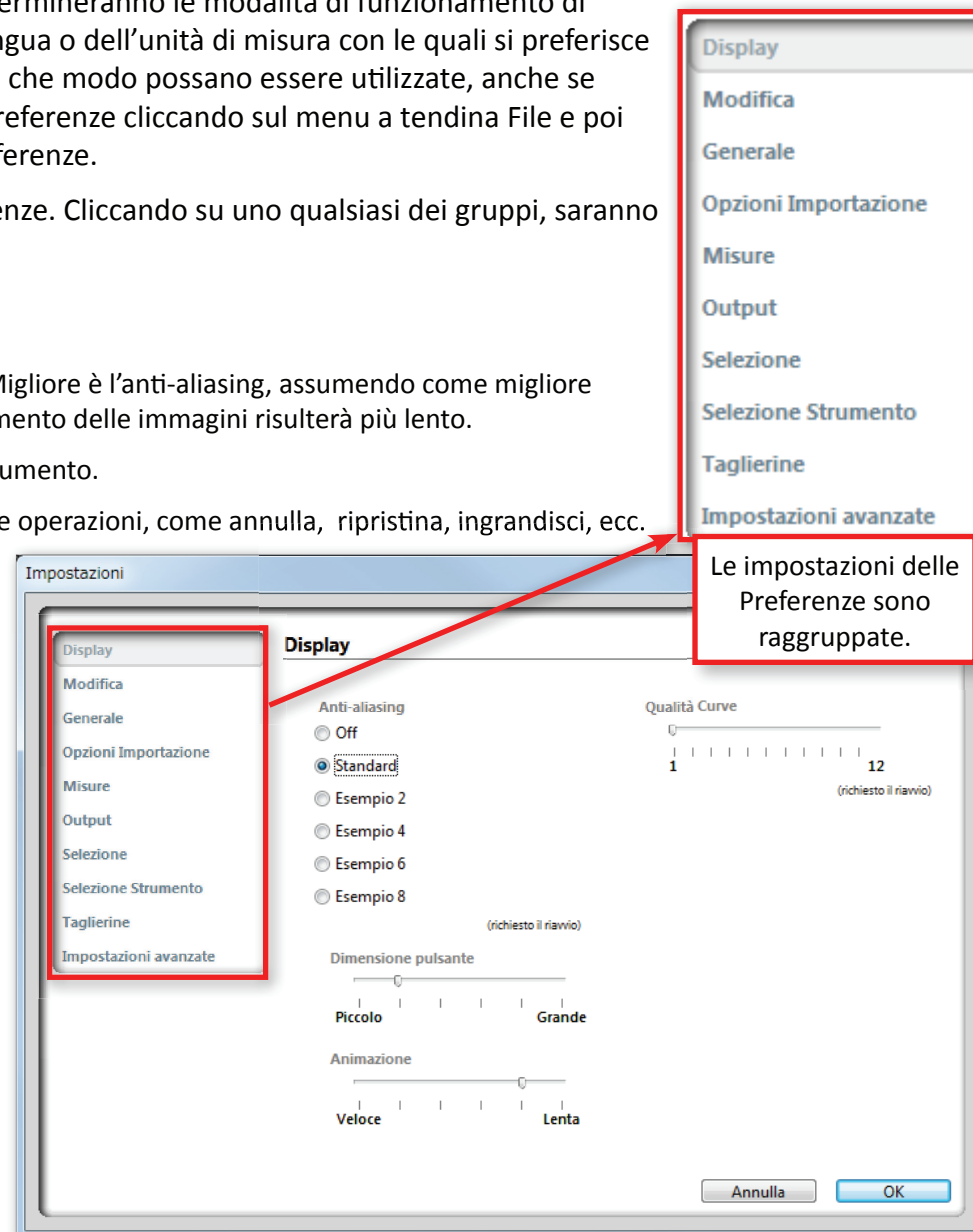 ermineranno le modalità di funzionamento di
ngua o dell'unità di misura con le quali si preferisce
che modo possano essere utilizzate, anche se
referenze cliccando sul menu a tendina File e poi
ferenze.
enze. Cliccando su uno qualsiasi dei gruppi, saranno
Migliore è l'anti-aliasing, assumendo come migliore
mento delle immagini risulterà più lento.
umento.
e operazioni, come annulla, ripristina, ingrandisci, ecc.
Display
Modifica
Generale
Opzioni Importazione
Misure
Output
Selezione
Selezione Strumento
Taglierine
Impostazioni avanzate
Le impostazioni delle
Preferenze sono
raggruppate.
Impostazioni
Display
Modifica
Generale
Opzioni Importazione
Misure
Output
Selezione
Selezione Strumento
Taglierine
Impostazioni avanzate
Display
Anti-aliasing
Off
Standard
Esempio 2
Esempio 4
Esempio 6
Esempio 8
(richiesto il riavvio)
Dimensione pulsante
Piccolo Grande
Animazione
Veloce Lenta
Qualità Curve
1 12
(richiesto il riavvio)
Annulla OK